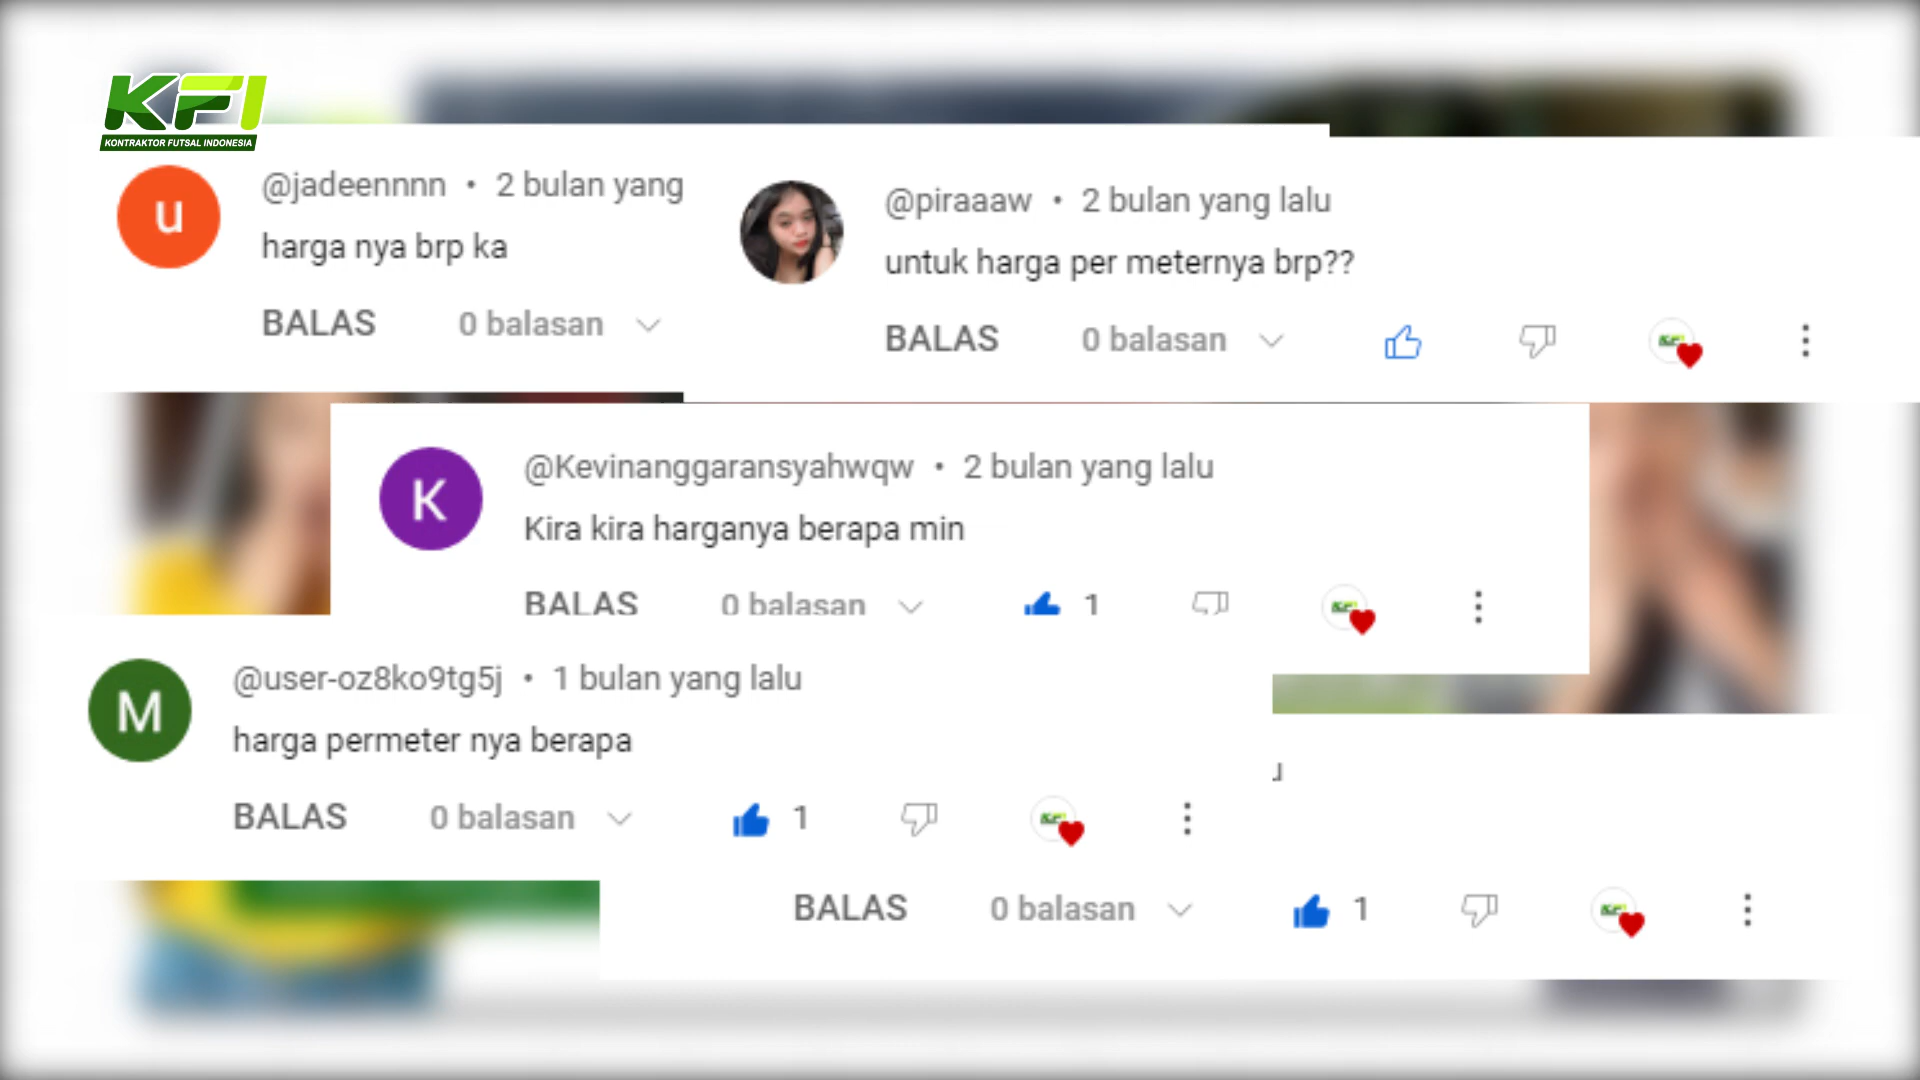 KFI
KONTRAKTOR FUTSAL INDONESIA
u
@jadeennnn • 2 bulan yang
harga nya brp ka
BALAS 0 balasan
@piraaaw • 2 bulan yang lalu
untuk harga per meternya brp??
BALAS 0 balasan
K
@Kevinanggaransyahwqw • 2 bulan yang lalu
Kira kira harganya berapa min
BALAS 0 balasan 1
M
@user-oz8ko9tg5j • 1 bulan yang lalu
harga permeter nya berapa
BALAS 0 balasan 1
BALAS 0 balasan 1